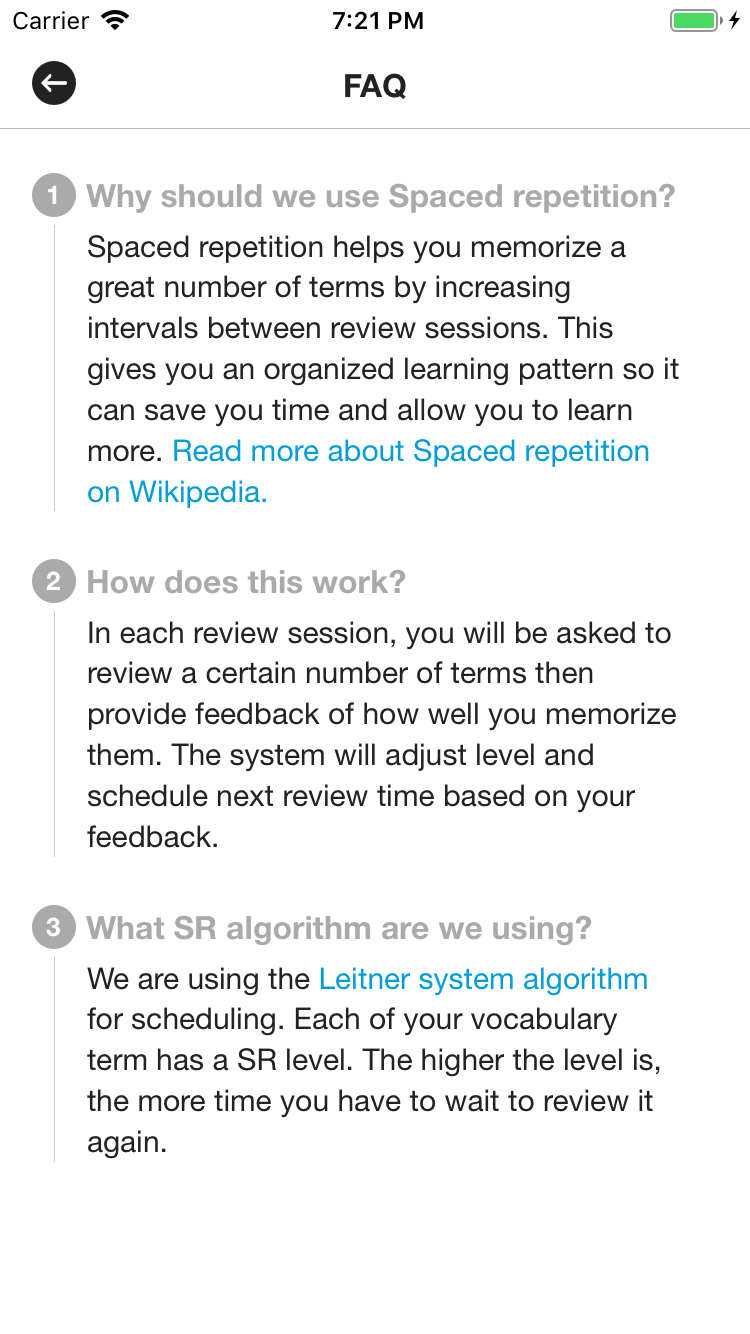 Carrier 7:21 PM
FAQ
1 Why should we use Spaced repetition?
Spaced repetition helps you memorize a
great number of terms by increasing
intervals between review sessions. This
gives you an organized learning pattern so it
can save you time and allow you to learn
more. Read more about Spaced repetition
on Wikipedia.
2 How does this work?
In each review session, you will be asked to
review a certain number of terms then
provide feedback of how well you memorize
them. The system will adjust level and
schedule next review time based on your
feedback.
3 What SR algorithm are we using?
We are using the Leitner system algorithm
for scheduling. Each of your vocabulary
term has a SR level. The higher the level is,
the more time you have to wait to review it
again.